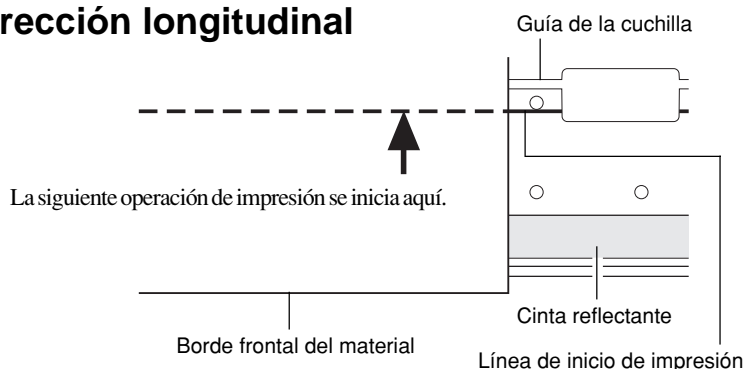 rección longitudinal
Guía de la cuchilla
La siguiente operación de impresión se inicia aquí.
Cinta reflectante
Borde frontal del material
Línea de inicio de impresión